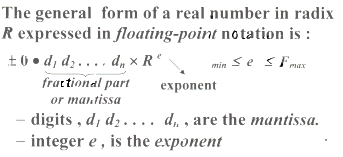 The general form of a real number in radix
R expressed in floating-point notation is :
± 0 • d₁ d₂ . . . . dₙ × R ᵉ   ₘᵢₙ ≤ e ≤ Fₘₐₓ
fractional part   exponent
or mantissa
– digits , d₁ d₂ . . . . dₙ , are the mantissa.
– integer e , is the exponent